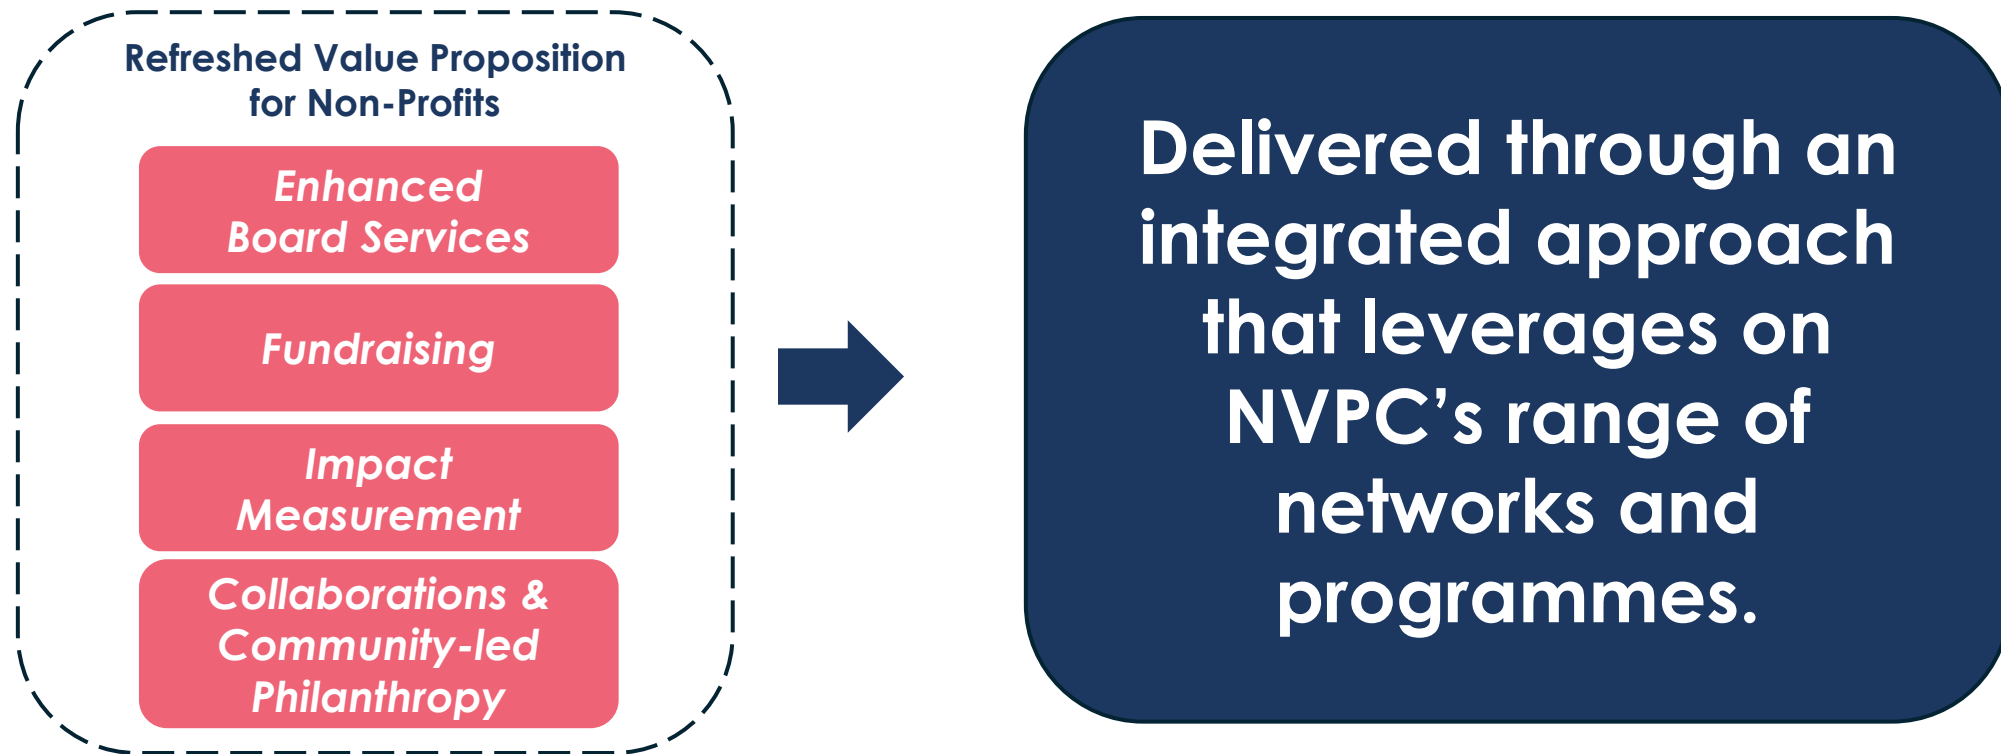 Refreshed Value Proposition
for Non-Profits
Enhanced
Board Services
Fundraising
Impact
Measurement
Collaborations &
Community-led
Philanthropy
Delivered through an
integrated approach
that leverages on
NVPC’s range of
networks and
programmes.